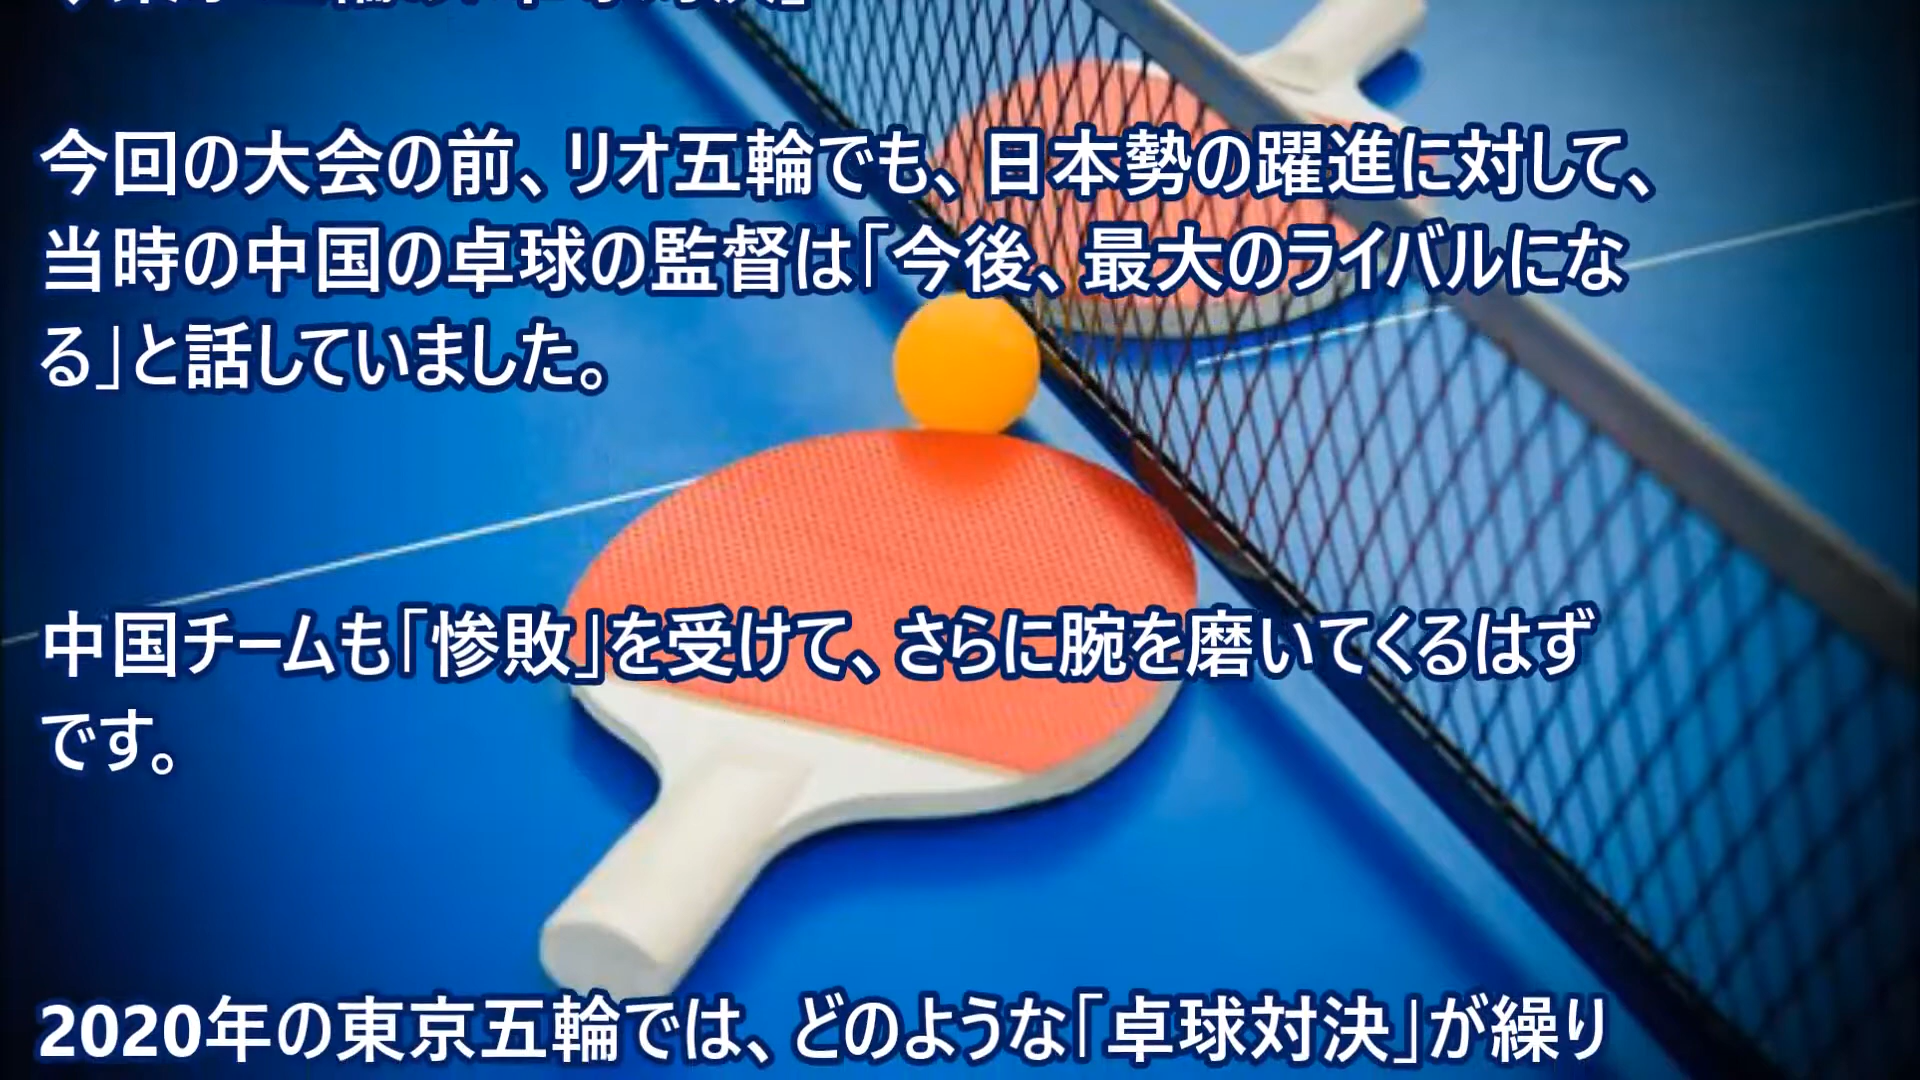 今回の大会の前、リオ五輪でも、日本勢の躍進に対して、
当時の中国の卓球の監督は「今後、最大のライバルにな
る」と話していました。
中国チームも「惨敗」を受けて、さらに腕を磨いてくるはず
です。
2020年の東京五輪では、どのような「卓球対決」が繰り